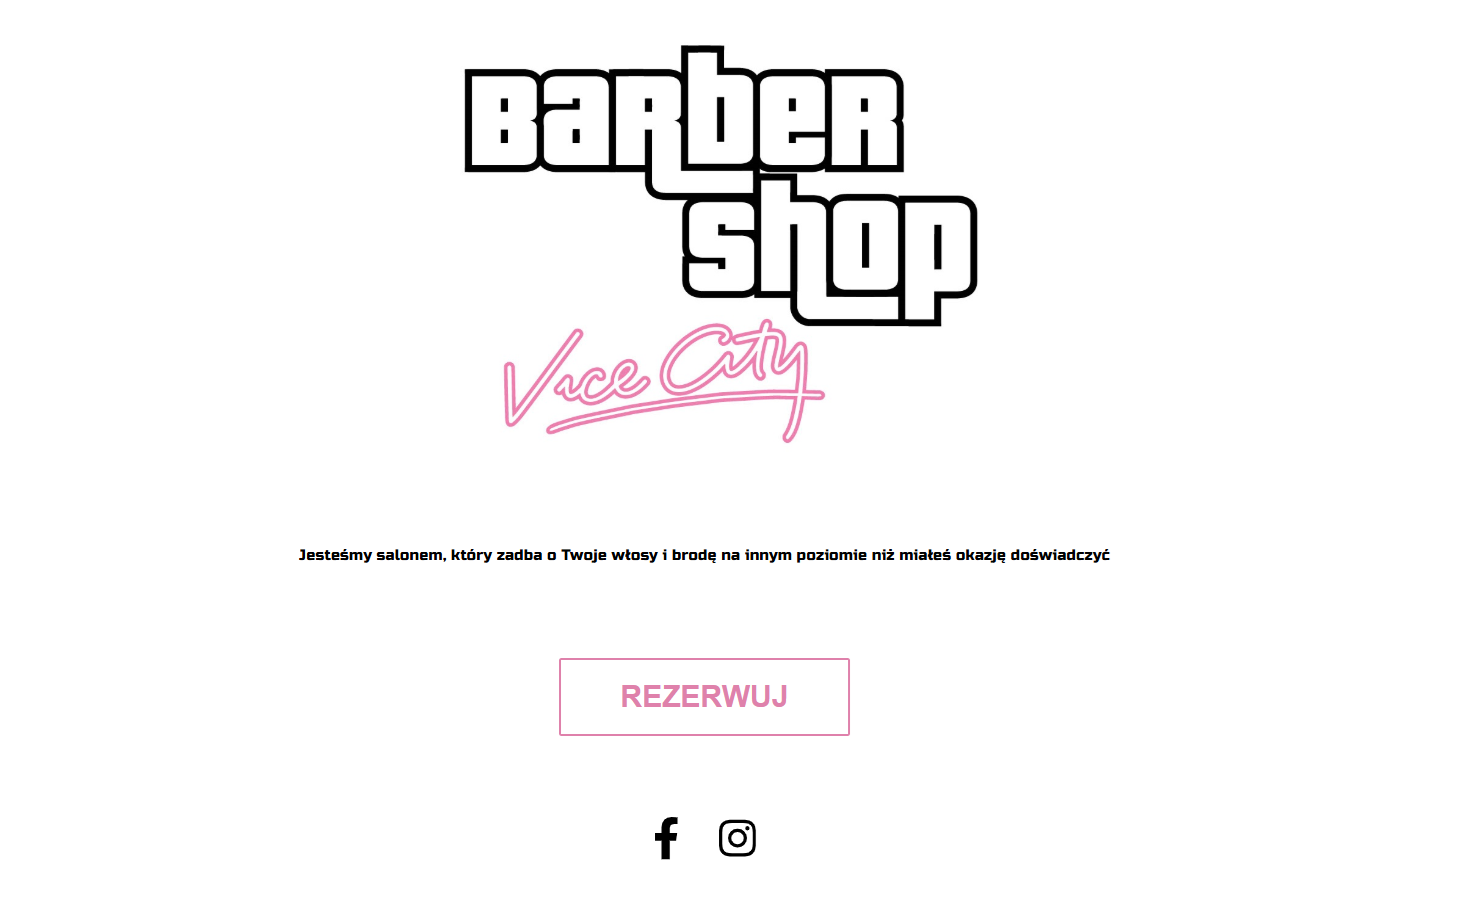 Barber
shop
Vice City
Jesteśmy salonem, który zadba o Twoje włosy i brodę na innym poziomie niż miałeś okazję doświadczyć
REZERWUJ